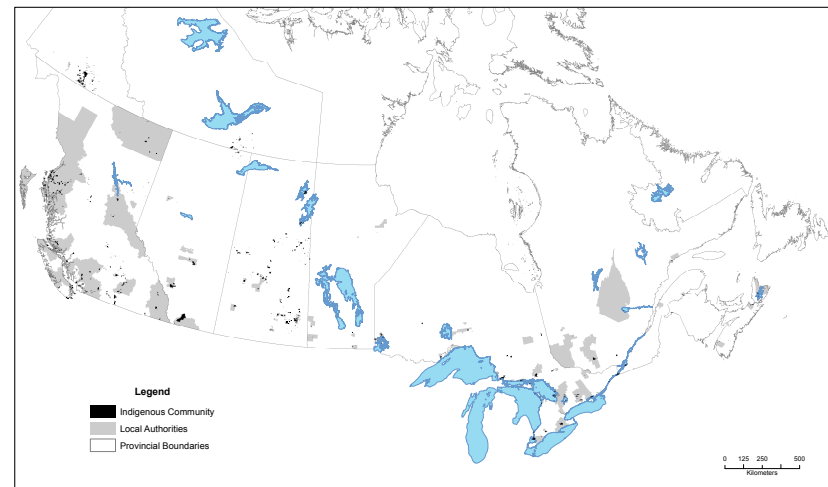 Legend
Indigenous Community
Local Authorities
Provincial Boundaries
0 125 250 500
Kilometers